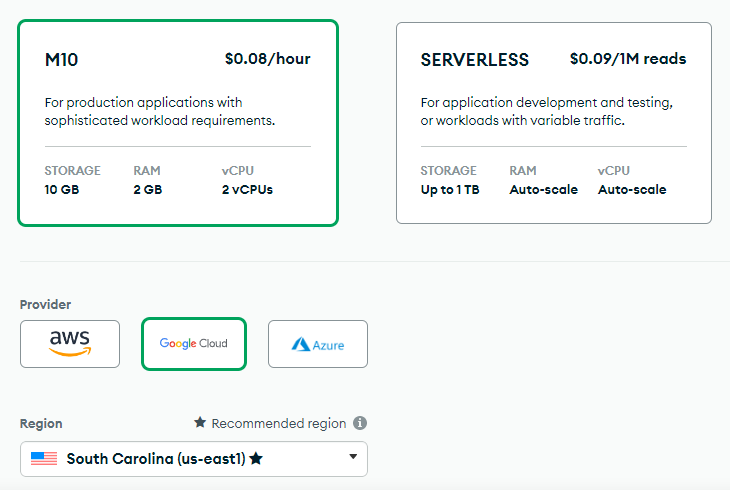 M10 $0.08/hour
For production applications with
sophisticated workload requirements.
STORAGE RAM vCPU
10 GB 2 GB 2 vCPUs
SERVERLESS $0.09/1M reads
For application development and testing,
or workloads with variable traffic.
STORAGE RAM vCPU
Up to 1 TB Auto-scale Auto-scale
Provider
aws
Google Cloud
Azure
Region
★ Recommended region i
South Carolina (us-east1) ★